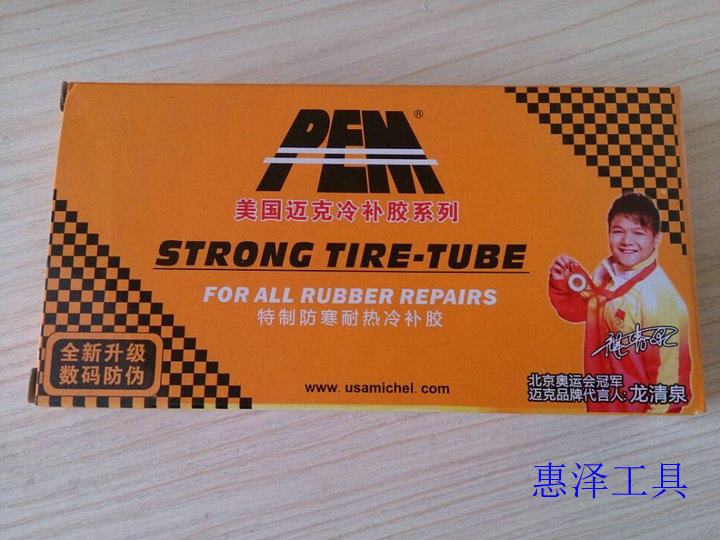 PEM®
美国迈克冷补胶系列
STRONG TIRE-TUBE
FOR ALL RUBBER REPAIRS
特制防寒耐热冷补胶
全新升级
数码防伪
www. usamichel. com
北京奥运会冠军
迈克品牌代言人: 龙清泉
惠泽工具